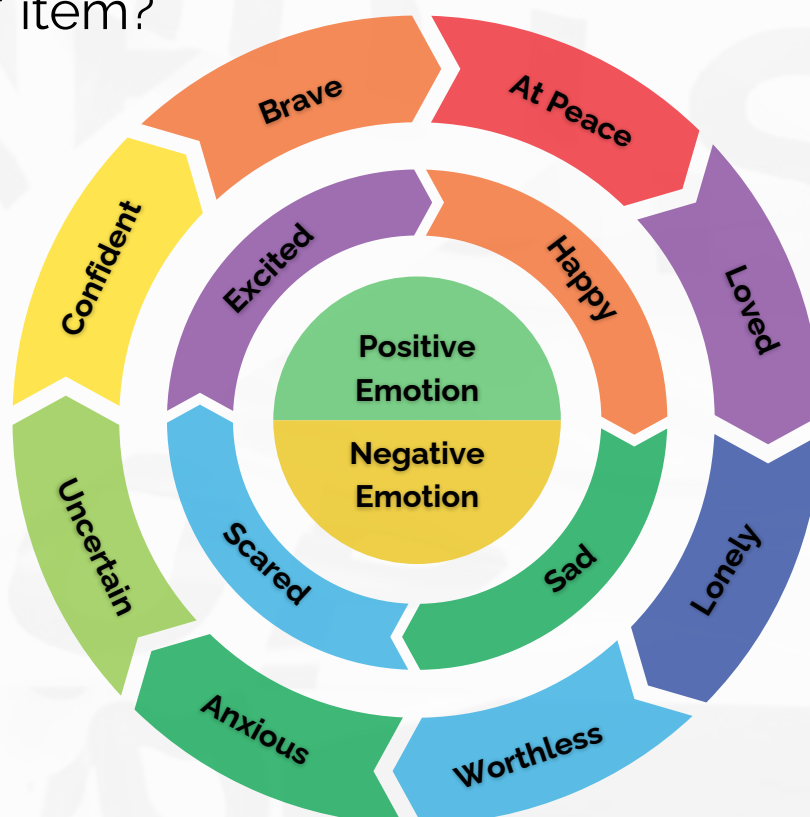 item?
Brave
At Peace
Confident
Excited
Happy
Loved
Positive
Emotion
Negative
Emotion
Uncertain
Scared
Sad
Lonely
Anxious
Worthless